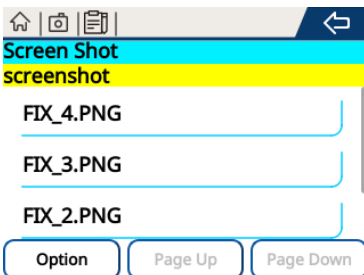 Screen Shot
screenshot
FIX_4.PNG
FIX_3.PNG
FIX_2.PNG
Option Page Up Page Down